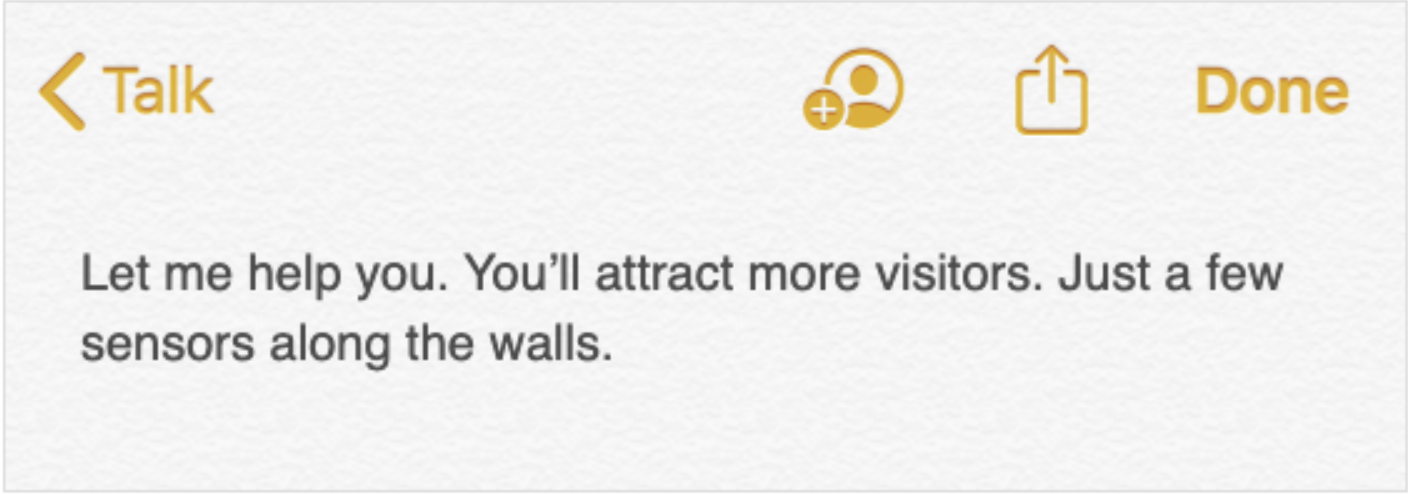 Talk Done
Let me help you. You’ll attract more visitors. Just a few
sensors along the walls.